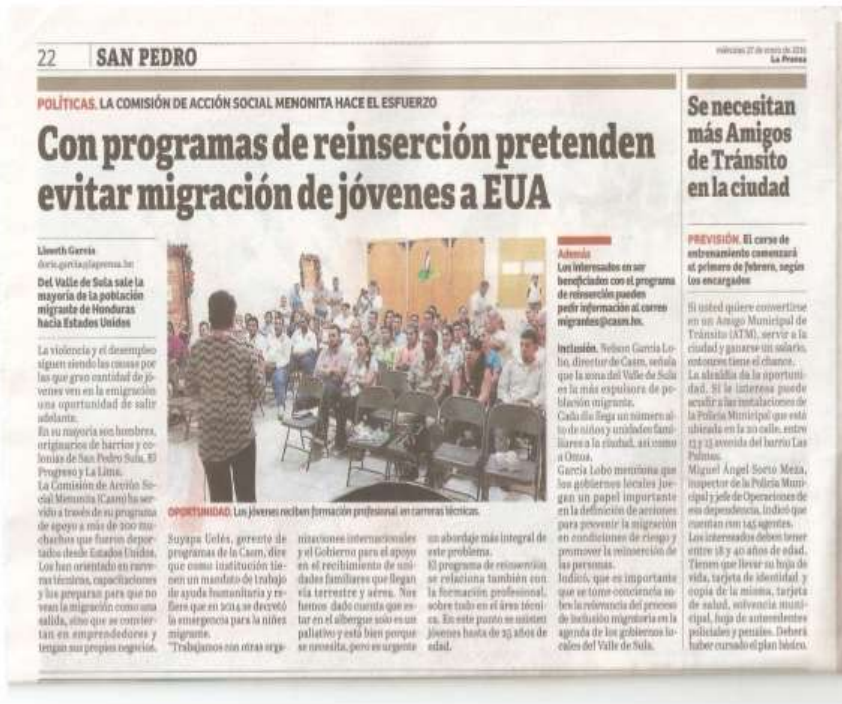 22 SAN PEDRO
miércoles 27 de enero de 2016
La Prensa
POLÍTICAS. LA COMISIÓN DE ACCIÓN SOCIAL MENONITA HACE EL ESFUERZO
Con programas de reinserción pretenden
evitar migración de jóvenes a EUA
Lisseth García
doris.garcia@laprensa.hn
Del Valle de Sula sale la
mayoría de la población
migrante de Honduras
hacia Estados Unidos
La violencia y el desempleo
siguen siendo las causas por
las que gran cantidad de jó-
venes ven en la emigración
una oportunidad de salir
adelante.
En su mayoría son hombres,
originarios de barrios y co-
lonias de San Pedro Sula, El
Progreso y La Lima.
La Comisión de Acción So-
cial Menonita (Casm) ha ser-
vido a través de su programa
de apoyo a más de 200 mu-
chachos que fueron depor-
tados desde Estados Unidos.
Los han orientado en carre-
ras técnicas, capacitaciones
y los preparan para que no
vean la migración como una
salida, sino que se convier-
tan en emprendedores y
tengan sus propios negocios.
OPORTUNIDAD. Los jóvenes reciben formación profesional en carreras técnicas.
Suyapa Uclés, gerente de
programas de la Casm, dice
que como institución tie-
nen un mandato de trabajo
de ayuda humanitaria y re-
fiere que en 2014 se decretó
la emergencia para la niñez
migrante.
"Trabajamos con otras orga-
nizaciones internacionales
y el Gobierno para el apoyo
en el recibimiento de uni-
dades familiares que llegan
vía terrestre y aérea. Nos
hemos dado cuenta que es-
tar en el albergue solo es un
paliativo y está bien porque
se necesita, pero es urgente
un abordaje más integral de
este problema.
El programa de reinserción
se relaciona también con
la formación profesional,
sobre todo en el área técni-
ca. En este punto se asisten
jóvenes hasta de 25 años de
edad.
Además
Los interesados en ser
beneficiados con el programa
de reinserción pueden
pedir información al correo
migrantes@casm.hn.
Inclusión. Nelson García Lo-
bo, director de Casm, señala
que la zona del Valle de Sula
es la más expulsora de po-
blación migrante.
Cada día llega un número al-
to de niños y unidades fami-
liares a la ciudad, así como
a Omoa.
García Lobo menciona que
los gobiernos locales jue-
gan un papel importante
en la definición de acciones
para prevenir la migración
en condiciones de riesgo y
promover la reinserción de
las personas.
Indicó, que es importante
que se tome conciencia so-
bre la relevancia del proceso
de inclusión migratoria en la
agenda de los gobiernos lo-
cales del Valle de Sula.
Se necesitan
más Amigos
de Tránsito
en la ciudad
PREVISIÓN. El curso de
entrenamiento comenzará
el primero de febrero, según
los encargados
Si usted quiere convertirse
en un Amigo Municipal de
Tránsito (ATM), servir a la
ciudad y ganarse un salario,
entonces tiene el chance.
La alcaldía da la oportuni-
dad. Si le interesa puede
acudir a las instalaciones de
la Policía Municipal que está
ubicada en la 20 calle, entre
13 y 15 avenida del barrio Las
Palmas.
Miguel Ángel Sorto Meza,
inspector de la Policía Muni-
cipal y jefe de Operaciones de
esa dependencia, indicó que
cuentan con 145 agentes.
Los interesados deben tener
entre 18 y 40 años de edad.
Tienen que llevar su hoja de
vida, tarjeta de identidad y
copia de la misma, tarjeta
de salud, solvencia muni-
cipal, hoja de antecedentes
policiales y penales. Deberá
haber cursado el plan básico.